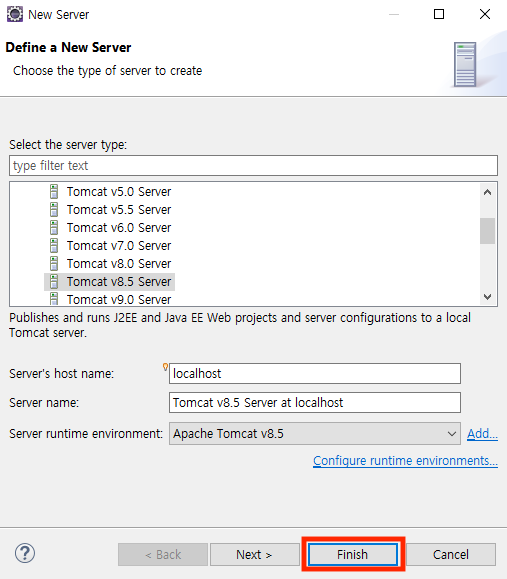 New Server
Define a New Server
Choose the type of server to create
Select the server type:
type filter text
Tomcat v5.0 Server
Tomcat v5.5 Server
Tomcat v6.0 Server
Tomcat v7.0 Server
Tomcat v8.0 Server
Tomcat v8.5 Server
Tomcat v9.0 Server
Publishes and runs J2EE and Java EE Web projects and server configurations to a local
Tomcat server.
Server's host name: localhost
Server name: Tomcat v8.5 Server at localhost
Server runtime environment: Apache Tomcat v8.5 Add...
Configure runtime environments...
? < Back Next > Finish Cancel